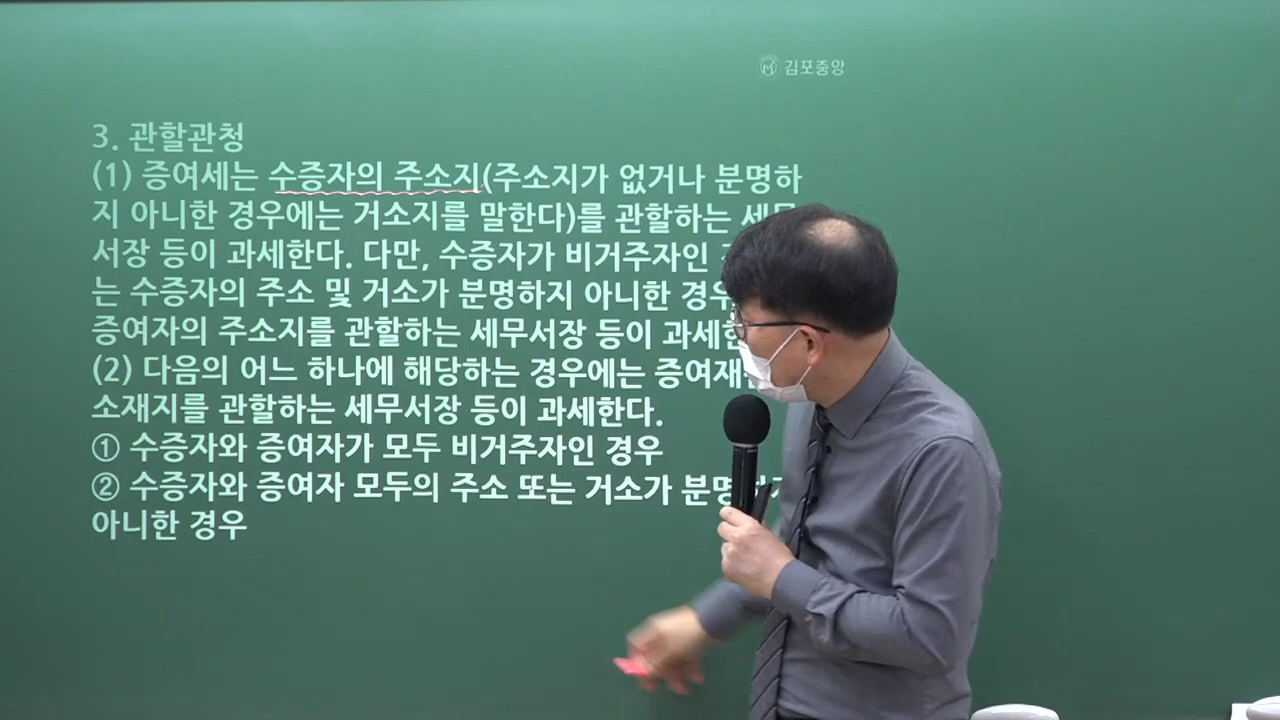 김포중앙
3. 관할관청
(1) 증여세는 수증자의 주소지(주소지가 없거나 분명하
지 아니한 경우에는 거소지를 말한다)를 관할하는
서장 등이 과세한다. 다만, 수증자가 비거주자인
는 수증자의 주소 및 거소가 분명하지 아니한 경우
증여자의 주소지를 관할하는 세무서장 등이
(2) 다음의 어느 하나에 해당하는 경우에는
소재지를 관할하는 세무서장 등이 과세한다.
① 수증자와 증여자가 모두 비거주자인 경우
② 수증자와 증여자 모두의 주소 또는 거소가
아니한 경우